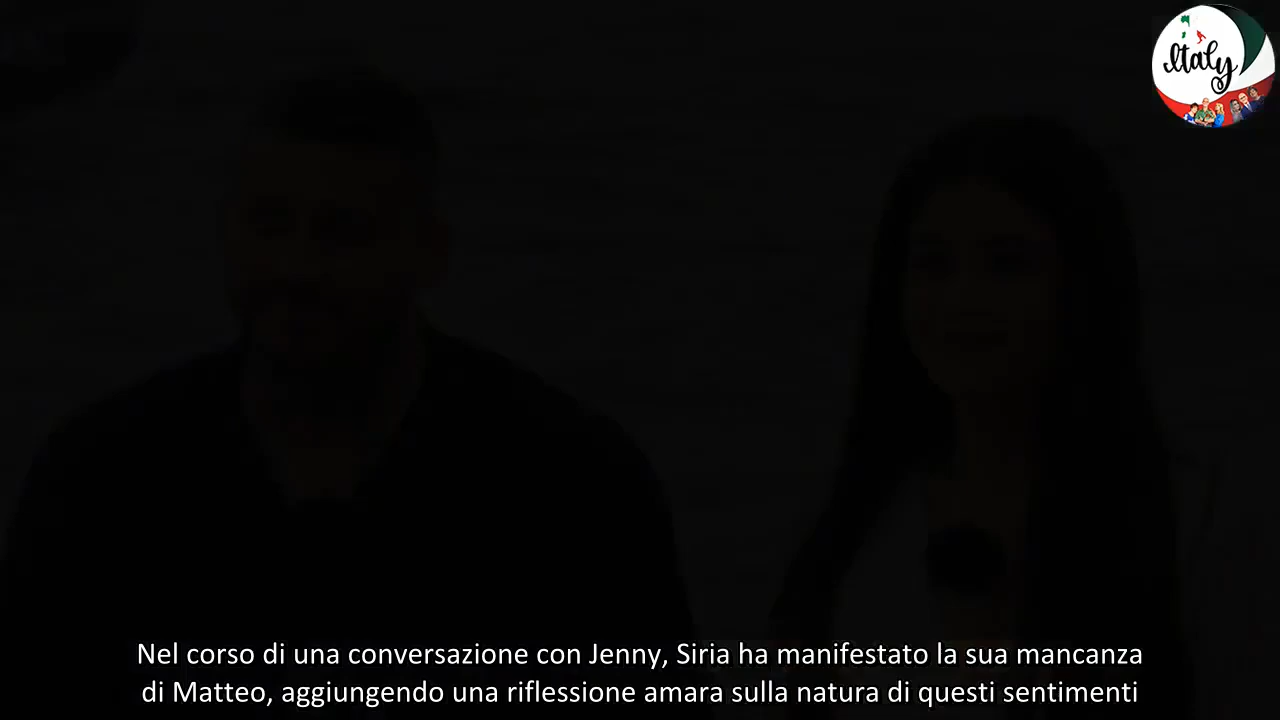 Italy
Nel corso di una conversazione con Jenny, Siria ha manifestato la sua mancanza
di Matteo, aggiungendo una riflessione amara sulla natura di questi sentimenti